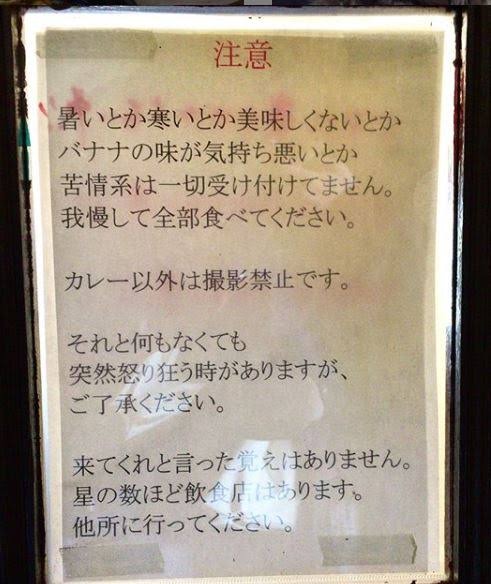 注意
暑いとか寒いとか美味しくないとか
バナナの味が気持ち悪いとか
苦情系は一切受け付けてません。
我慢して全部食べてください。
カレー以外は撮影禁止です。
それと何もなくても
突然怒り狂う時がありますが、
ご了承ください。
来てくれと言った覚えはありません。
星の数ほど飲食店はあります。
他所に行ってください。